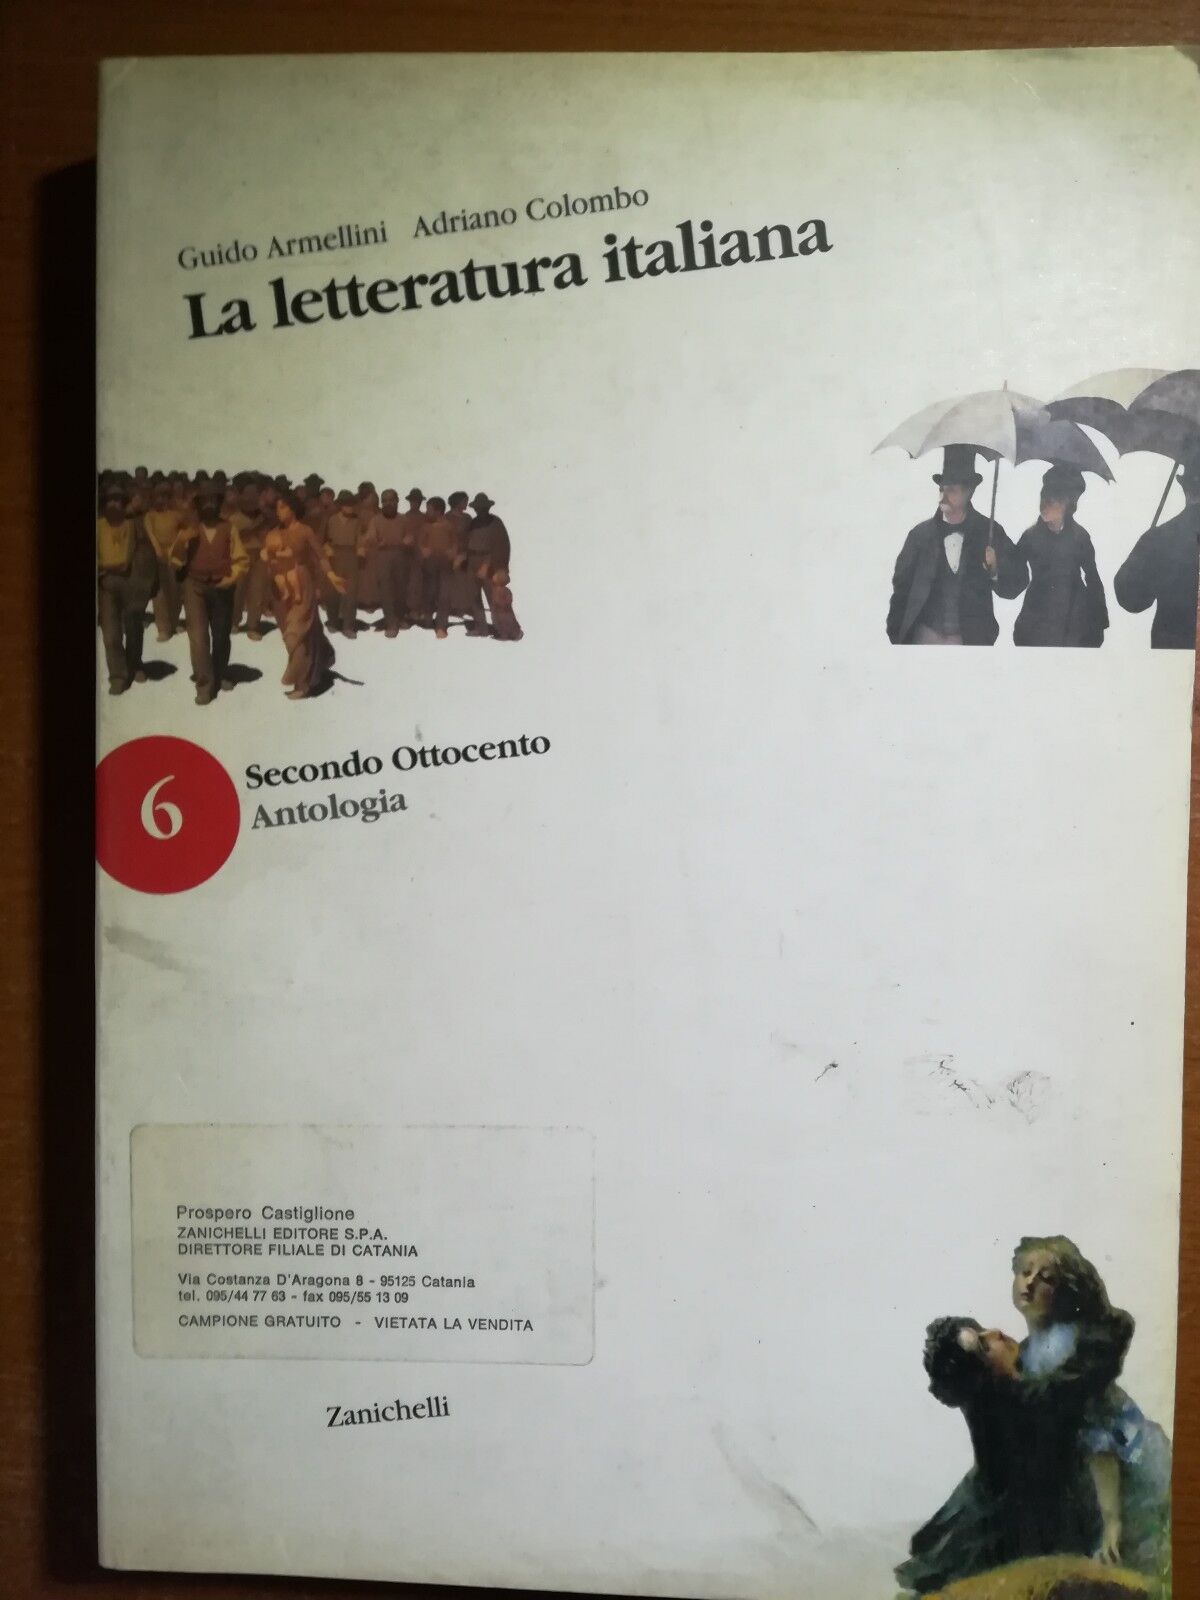 Guido Armellini Adriano Colombo
La letteratura italiana
6
Secondo Ottocento
Antologia
Prospero Castiglione
ZANICHELLI EDITORE S.P.A.
DIRETTORE FILIALE DI CATANIA
Via Costanza D'Aragona 8 - 95125 Catania
tel. 095/44 77 63 - fax 095/55 13 09
CAMPIONE GRATUITO - VIETATA LA VENDITA
Zanichelli